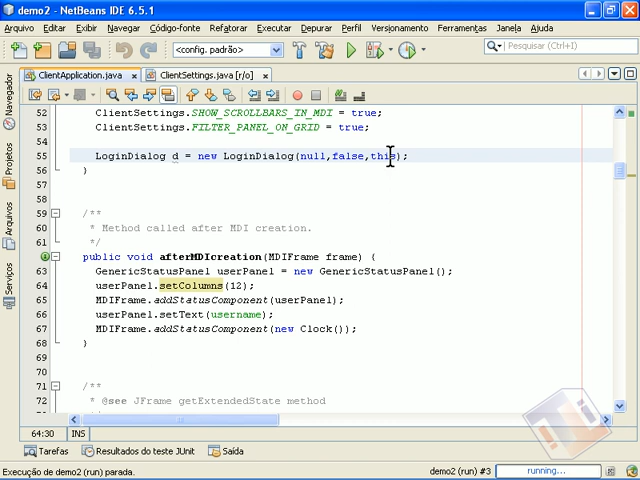 demo2 - NetBeans IDE 6.5.1
Arquivo Editar Exibir Navegar Código-fonte Refatorar Executar Depurar Perfil Versionamento Ferramentas Janela Ajuda
<config. padrão>
Pesquisar (Ctrl+I)
ClientApplication.java ClientSettings.java [r/o]
Navegador
Projetos
Arquivos
Serviços
52 ClientSettings.SHOW_SCROLLBARS_IN_MDI = true;
53 ClientSettings.FILTER_PANEL_ON_GRID = true;
54
55 LoginDialog d = new LoginDialog(null,false,this);
56 }
57
58
59 /**
60 * Method called after MDI creation.
61 */
public void afterMDIcreation(MDIFrame frame) {
63 GenericStatusPanel userPanel = new GenericStatusPanel();
64 userPanel.setColumns(12);
65 MDIFrame.addStatusComponent(userPanel);
66 userPanel.setText(username);
67 MDIFrame.addStatusComponent(new Clock());
68 }
69
70
71 /**
72 * @see JFrame getExtendedState method
64:30 INS
Tarefas Resultados do teste JUnit Saída
Execução de demo2 (run) parada. demo2 (run) #3 running...